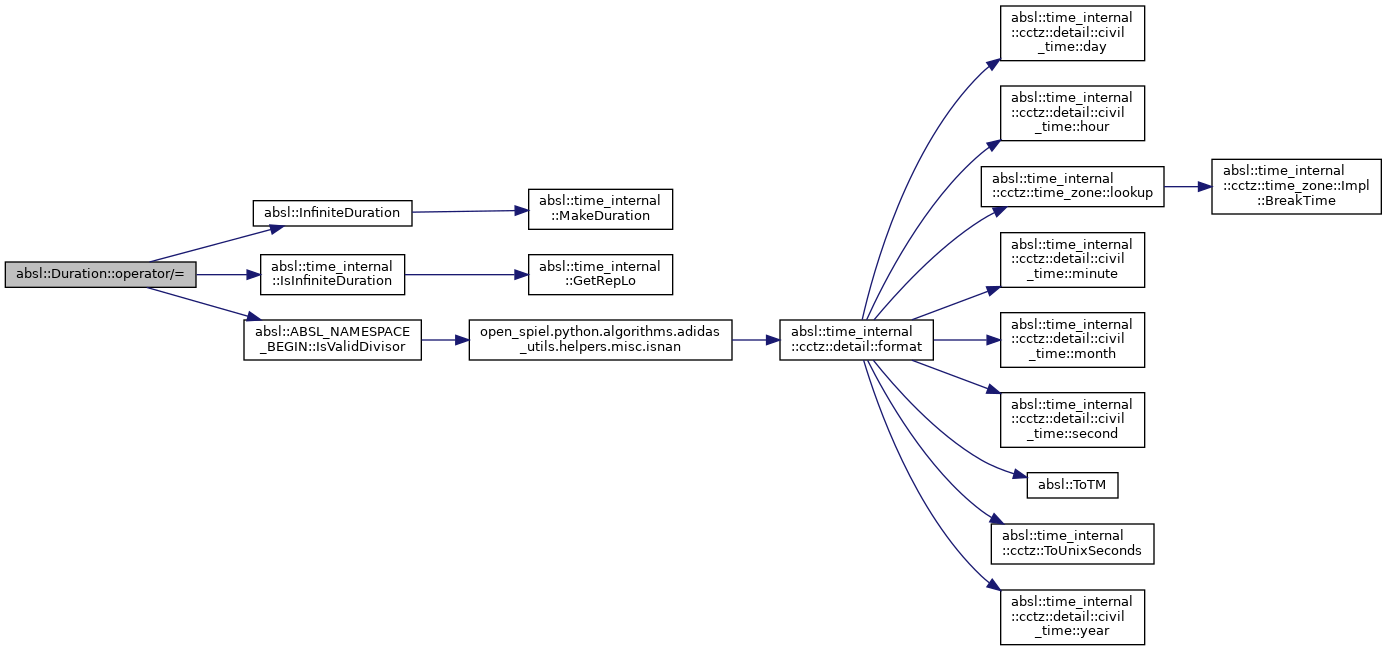 absl::Duration::operator/=
absl::InfiniteDuration
absl::time_internal
::MakeDuration
absl::time_internal
::IsInfiniteDuration
absl::time_internal
::GetRepLo
absl::ABSL_NAMESPACE
_BEGIN::IsValidDivisor
open_spiel.python.algorithms.adidas
_utils.helpers.misc.isnan
absl::time_internal
::cctz::detail::format
absl::time_internal
::cctz::detail::civil
_time::day
absl::time_internal
::cctz::detail::civil
_time::hour
absl::time_internal
::cctz::time_zone::lookup
absl::time_internal
::cctz::time_zone::Impl
::BreakTime
absl::time_internal
::cctz::detail::civil
_time::minute
absl::time_internal
::cctz::detail::civil
_time::month
absl::time_internal
::cctz::detail::civil
_time::second
absl::ToTM
absl::time_internal
::cctz::ToUnixSeconds
absl::time_internal
::cctz::detail::civil
_time::year